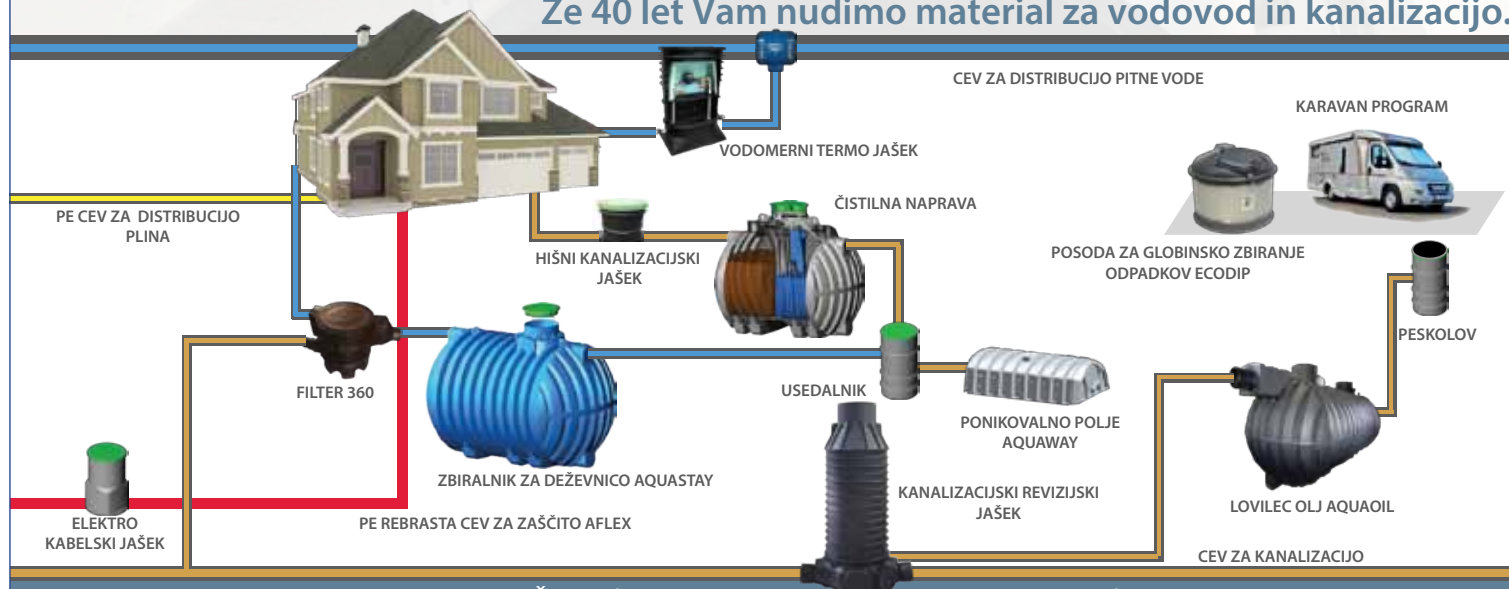 Že 40 let Vam nudimo material za vodovod in kanalizacijo.
CEV ZA DISTRIBUCIJO PITNE VODE
KARAVAN PROGRAM
VODOMERNI TERMO JAŠEK
PE CEV ZA DISTRIBUCIJO
PLINA
ČISTILNA NAPRAVA
HIŠNI KANALIZACIJSKI
JAŠEK
POSODA ZA GLOBINSKO ZBIRANJE
ODPADKOV ECODIP
PESKOLOV
FILTER 360
USEDALNIK
PONIKOVALNO POLJE
AQUAWAY
ZBIRALNIK ZA DEŽEVNICO AQUASTAY
KANALIZACIJSKI REVIZIJSKI
JAŠEK
LOVILEC OLJ AQUAOIL
ELEKTRO
KABELSKI JAŠEK
PE REBRASTA CEV ZA ZAŠČITO AFLEX
CEV ZA KANALIZACIJO